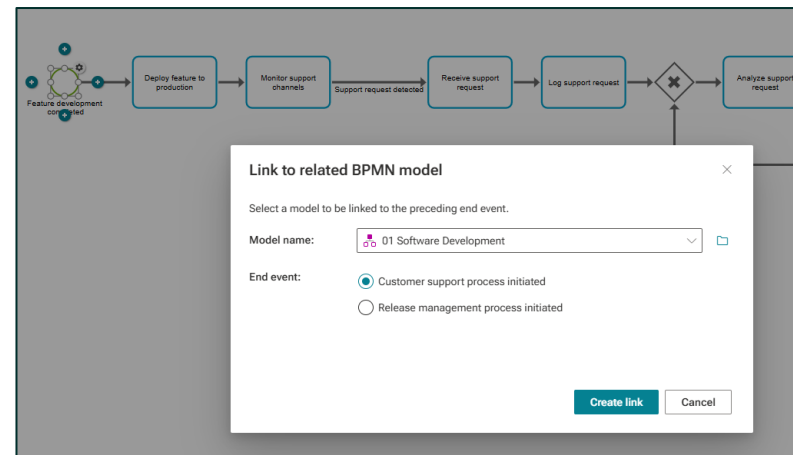 Deploy feature to
production
Monitor support
channels
Support request detected
Receive support
request
Log support request
Analyze support
request
Feature development
completed
Link to related BPMN model
Select a model to be linked to the preceding end event.
Model name:
01 Software Development
End event:
Customer support process initiated
Release management process initiated
Create link
Cancel